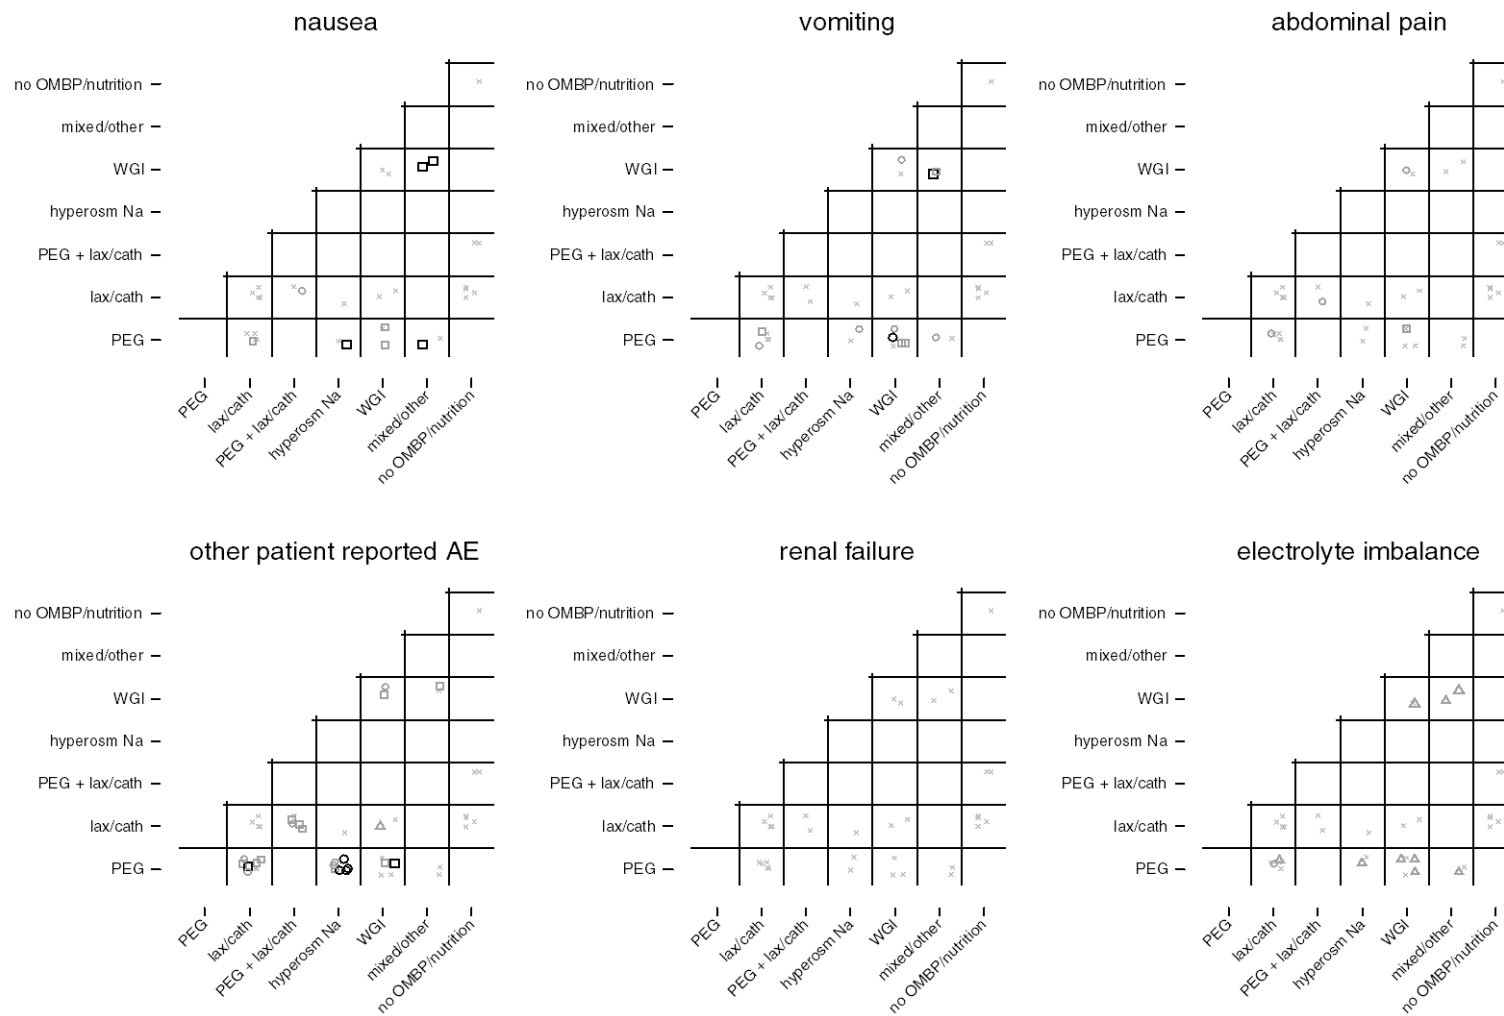 nausea
no OMBP/nutrition
mixed/other
WGI
hyperosm Na
PEG + lax/cath
lax/cath
PEG
PEG
lax/cath
PEG + lax/cath
hyperosm Na
WGI
mixed/other
no OMBP/nutrition
vomiting
no OMBP/nutrition
mixed/other
WGI
hyperosm Na
PEG + lax/cath
lax/cath
PEG
PEG
lax/cath
PEG + lax/cath
hyperosm Na
WGI
mixed/other
no OMBP/nutrition
abdominal pain
no OMBP/nutrition
mixed/other
WGI
hyperosm Na
PEG + lax/cath
lax/cath
PEG
PEG
lax/cath
PEG + lax/cath
hyperosm Na
WGI
mixed/other
no OMBP/nutrition
other patient reported AE
no OMBP/nutrition
mixed/other
WGI
hyperosm Na
PEG + lax/cath
lax/cath
PEG
PEG
lax/cath
PEG + lax/cath
hyperosm Na
WGI
mixed/other
no OMBP/nutrition
renal failure
no OMBP/nutrition
mixed/other
WGI
hyperosm Na
PEG + lax/cath
lax/cath
PEG
PEG
lax/cath
PEG + lax/cath
hyperosm Na
WGI
mixed/other
no OMBP/nutrition
electrolyte imbalance
no OMBP/nutrition
mixed/other
WGI
hyperosm Na
PEG + lax/cath
lax/cath
PEG
PEG
lax/cath
PEG + lax/cath
hyperosm Na
WGI
mixed/other
no OMBP/nutrition